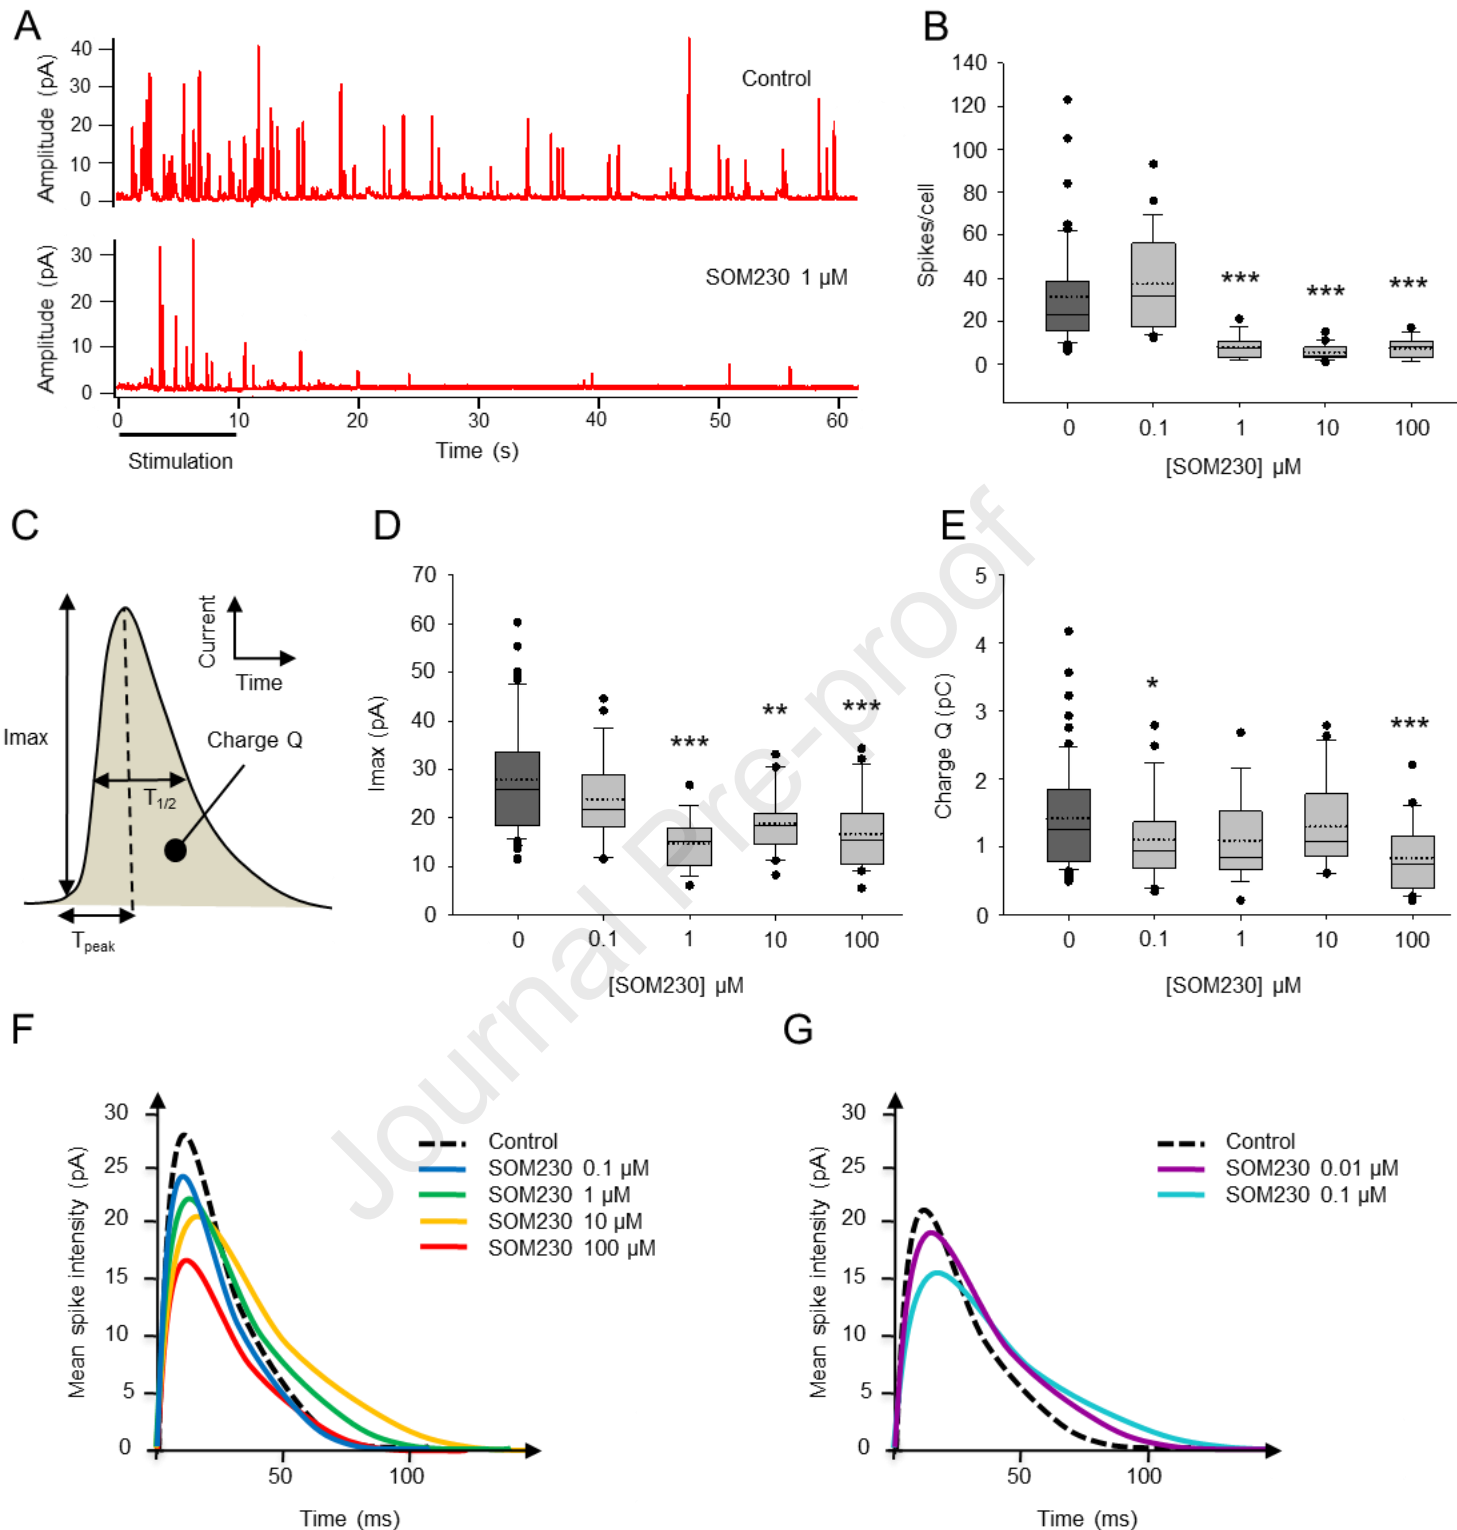 A
Amplitude (pA)
40
30
20
10
0
Control
Amplitude (pA)
30
20
10
0
SOM230 1 µM
0 10 20 30 40 50 60
Time (s)
Stimulation
B
Spikes/cell
140
120
100
80
60
40
20
0
*** *** ***
0 0.1 1 10 100
[SOM230] µM
C
Imax
Current
Time
Charge Q
T1/2
Tpeak
D
Imax (pA)
70
60
50
40
30
20
10
0
*** ** ***
0 0.1 1 10 100
[SOM230] µM
E
Charge Q (pC)
5
4
3
2
1
0
* ***
0 0.1 1 10 100
[SOM230] µM
F
Mean spike intensity (pA)
30
25
20
15
10
5
0
Control
SOM230 0.1 µM
SOM230 1 µM
SOM230 10 µM
SOM230 100 µM
50 100
Time (ms)
G
Mean spike intensity (pA)
30
25
20
15
10
5
0
Control
SOM230 0.01 µM
SOM230 0.1 µM
50 100
Time (ms)
Journal Pre-proof